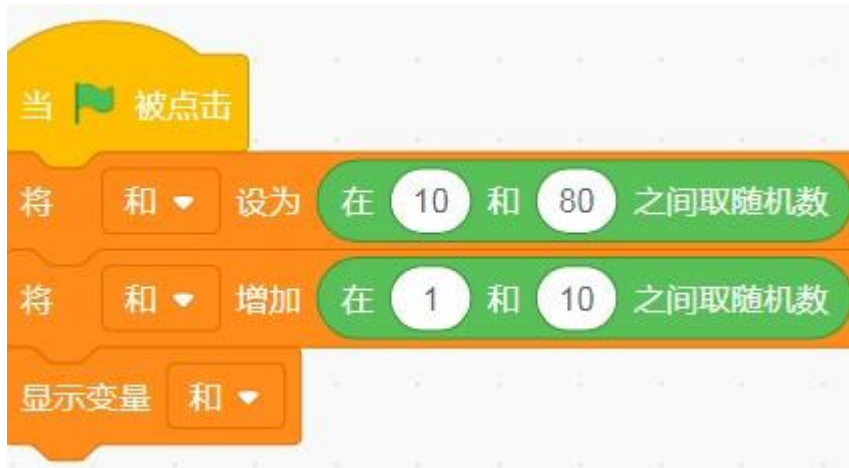 当 被点击
将 和 设为 在 10 和 80 之间取随机数
将 和 增加 在 1 和 10 之间取随机数
显示变量 和